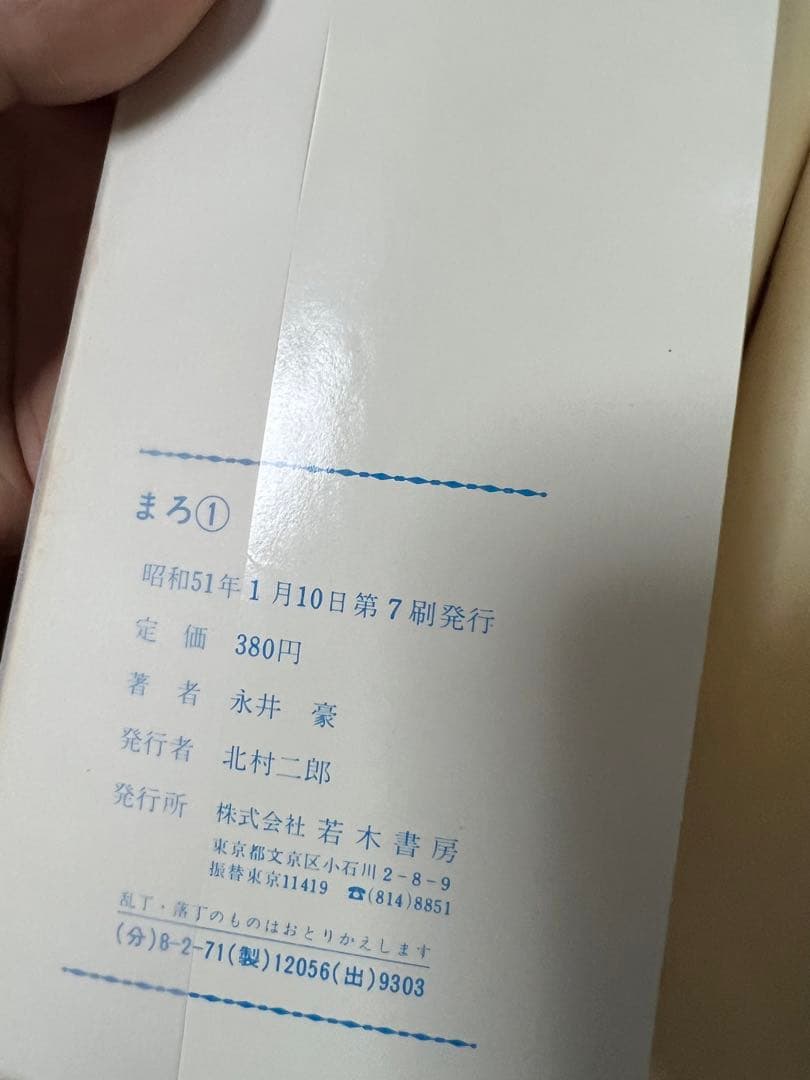 まろ①
昭和51年1月10日第7刷発行
定価 380円
著者 永井 豪
発行者 北村二郎
発行所 株式会社 若木書房
東京都文京区小石川2-8-9
振替東京11419 ☎(814)8851
乱丁・落丁のものはおとりかえします
(分)8-2-71(製)12056(出)9303